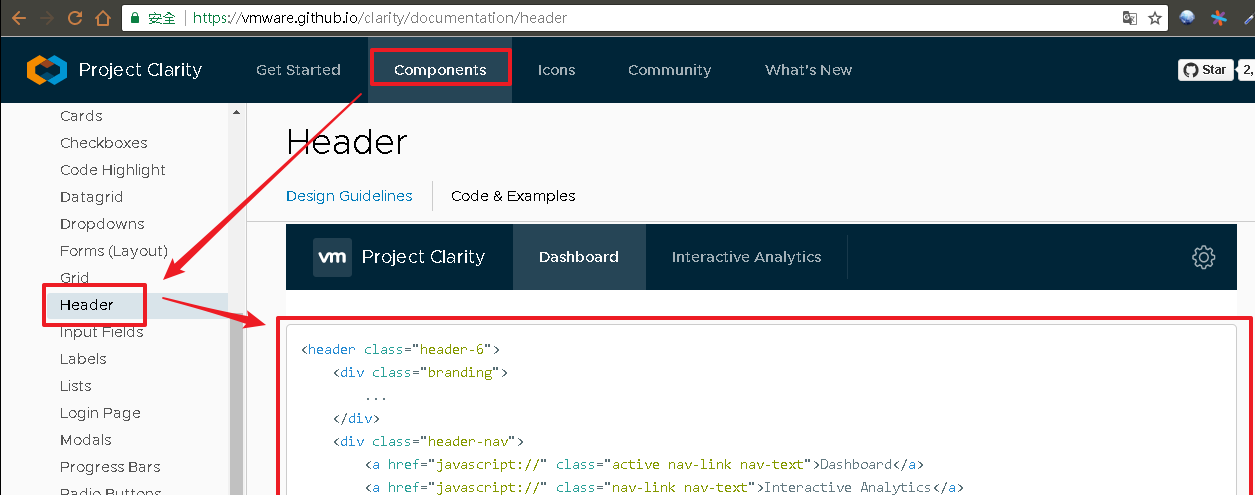 安全 https://vmware.github.io/clarity/documentation/header
Project Clarity Get Started Components Icons Community What's New Star 2,
Cards
Checkboxes
Code Highlight
Datagrid
Dropdowns
Forms (Layout)
Grid
Header
Input Fields
Labels
Lists
Login Page
Modals
Progress Bars
Radio Buttons
Header
Design Guidelines Code & Examples
vm Project Clarity Dashboard Interactive Analytics
<header class="header-6">
<div class="branding">
...
</div>
<div class="header-nav">
<a href="javascript://" class="active nav-link nav-text">Dashboard</a>
<a href="javascript://" class="nav-link nav-text">Interactive Analytics</a>